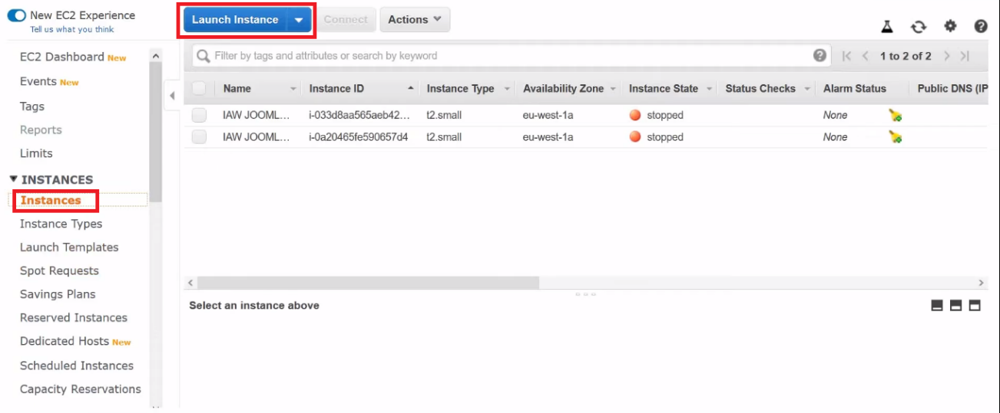 New EC2 Experience
Tell us what you think
EC2 Dashboard New
Events New
Tags
Reports
Limits
INSTANCES
Instances
Instance Types
Launch Templates
Spot Requests
Savings Plans
Reserved Instances
Dedicated Hosts New
Scheduled Instances
Capacity Reservations
Launch Instance Connect Actions
Filter by tags and attributes or search by keyword 1 to 2 of 2
Name Instance ID Instance Type Availability Zone Instance State Status Checks Alarm Status Public DNS (IP
IAW JOOML... i-033d8aa565aeb42... t2.small eu-west-1a stopped None
IAW JOOML... i-0a20465fe590657d4 t2.small eu-west-1a stopped None
Select an instance above